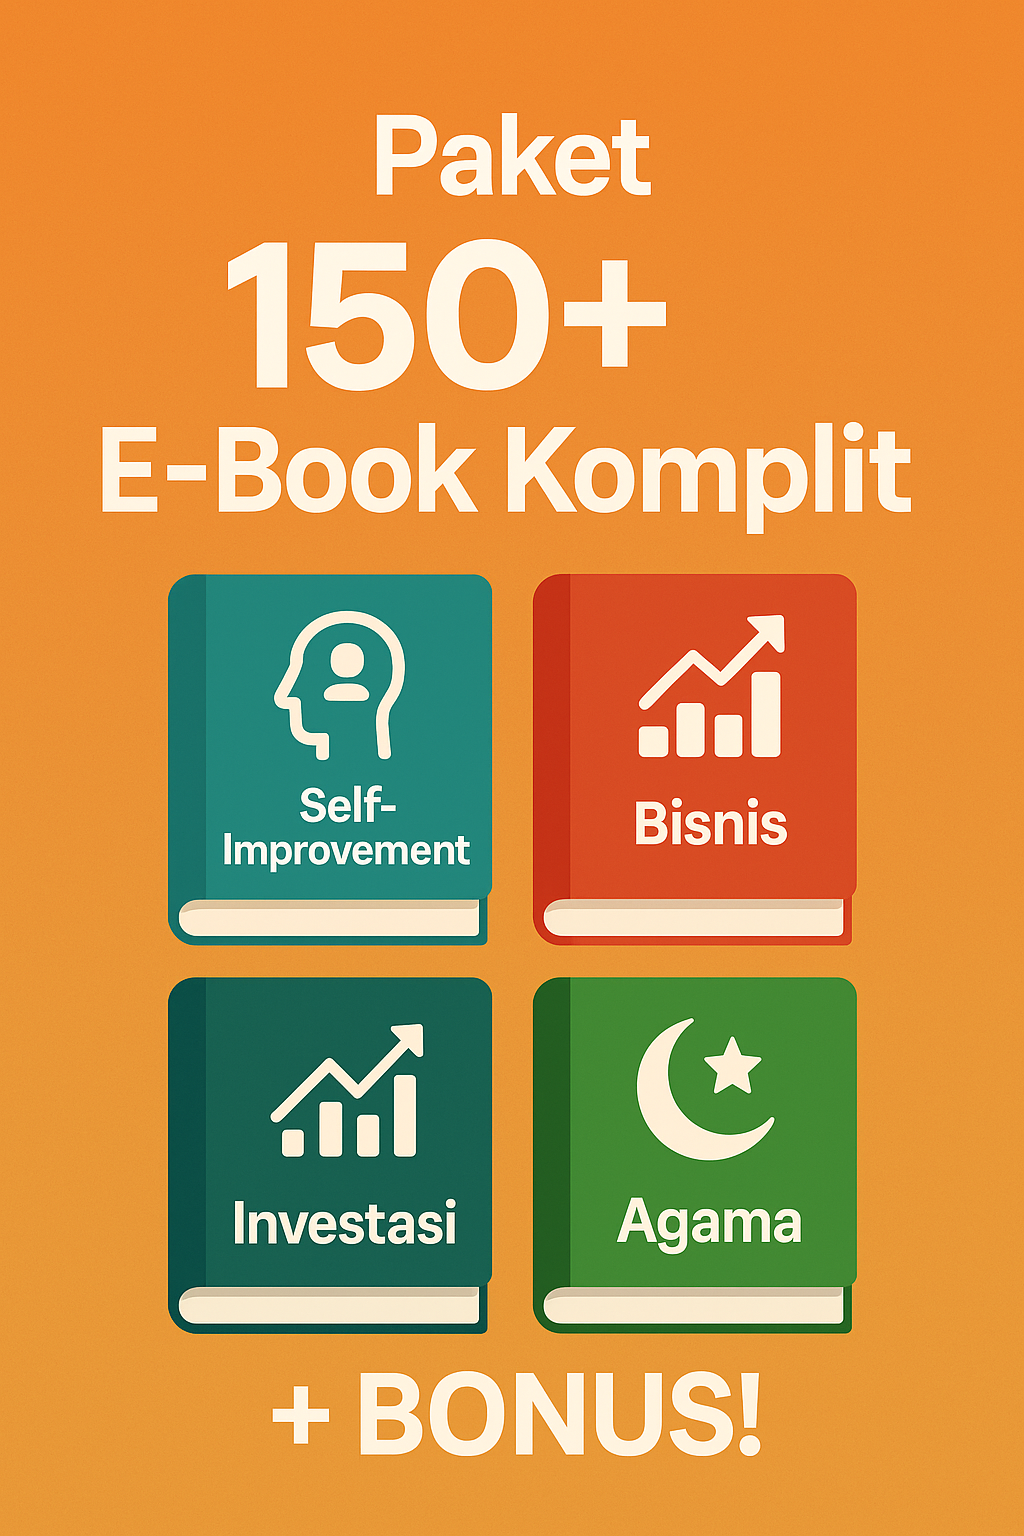 Paket
150+
E-Book Komplit
Self-
Improvement
Bisnis
Investasi
Agama
+ BONUS!